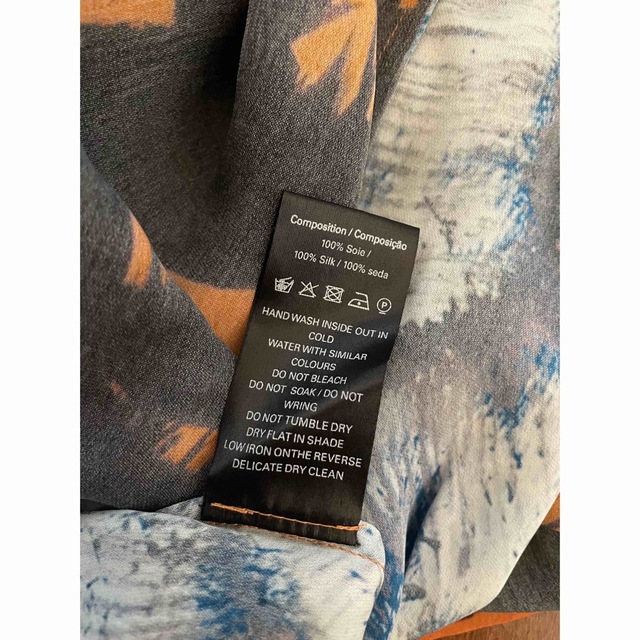 Composition / Composição
100% Soie /
100% Silk / 100% seda
P
HAND WASH INSIDE OUT IN
COLD
WATER WITH SIMILAR
COLOURS
DO NOT BLEACH
DO NOT SOAK / DO NOT
WRING
DO NOT TUMBLE DRY
DRY FLAT IN SHADE
LOW IRON ONTHE REVERSE
DELICATE DRY CLEAN